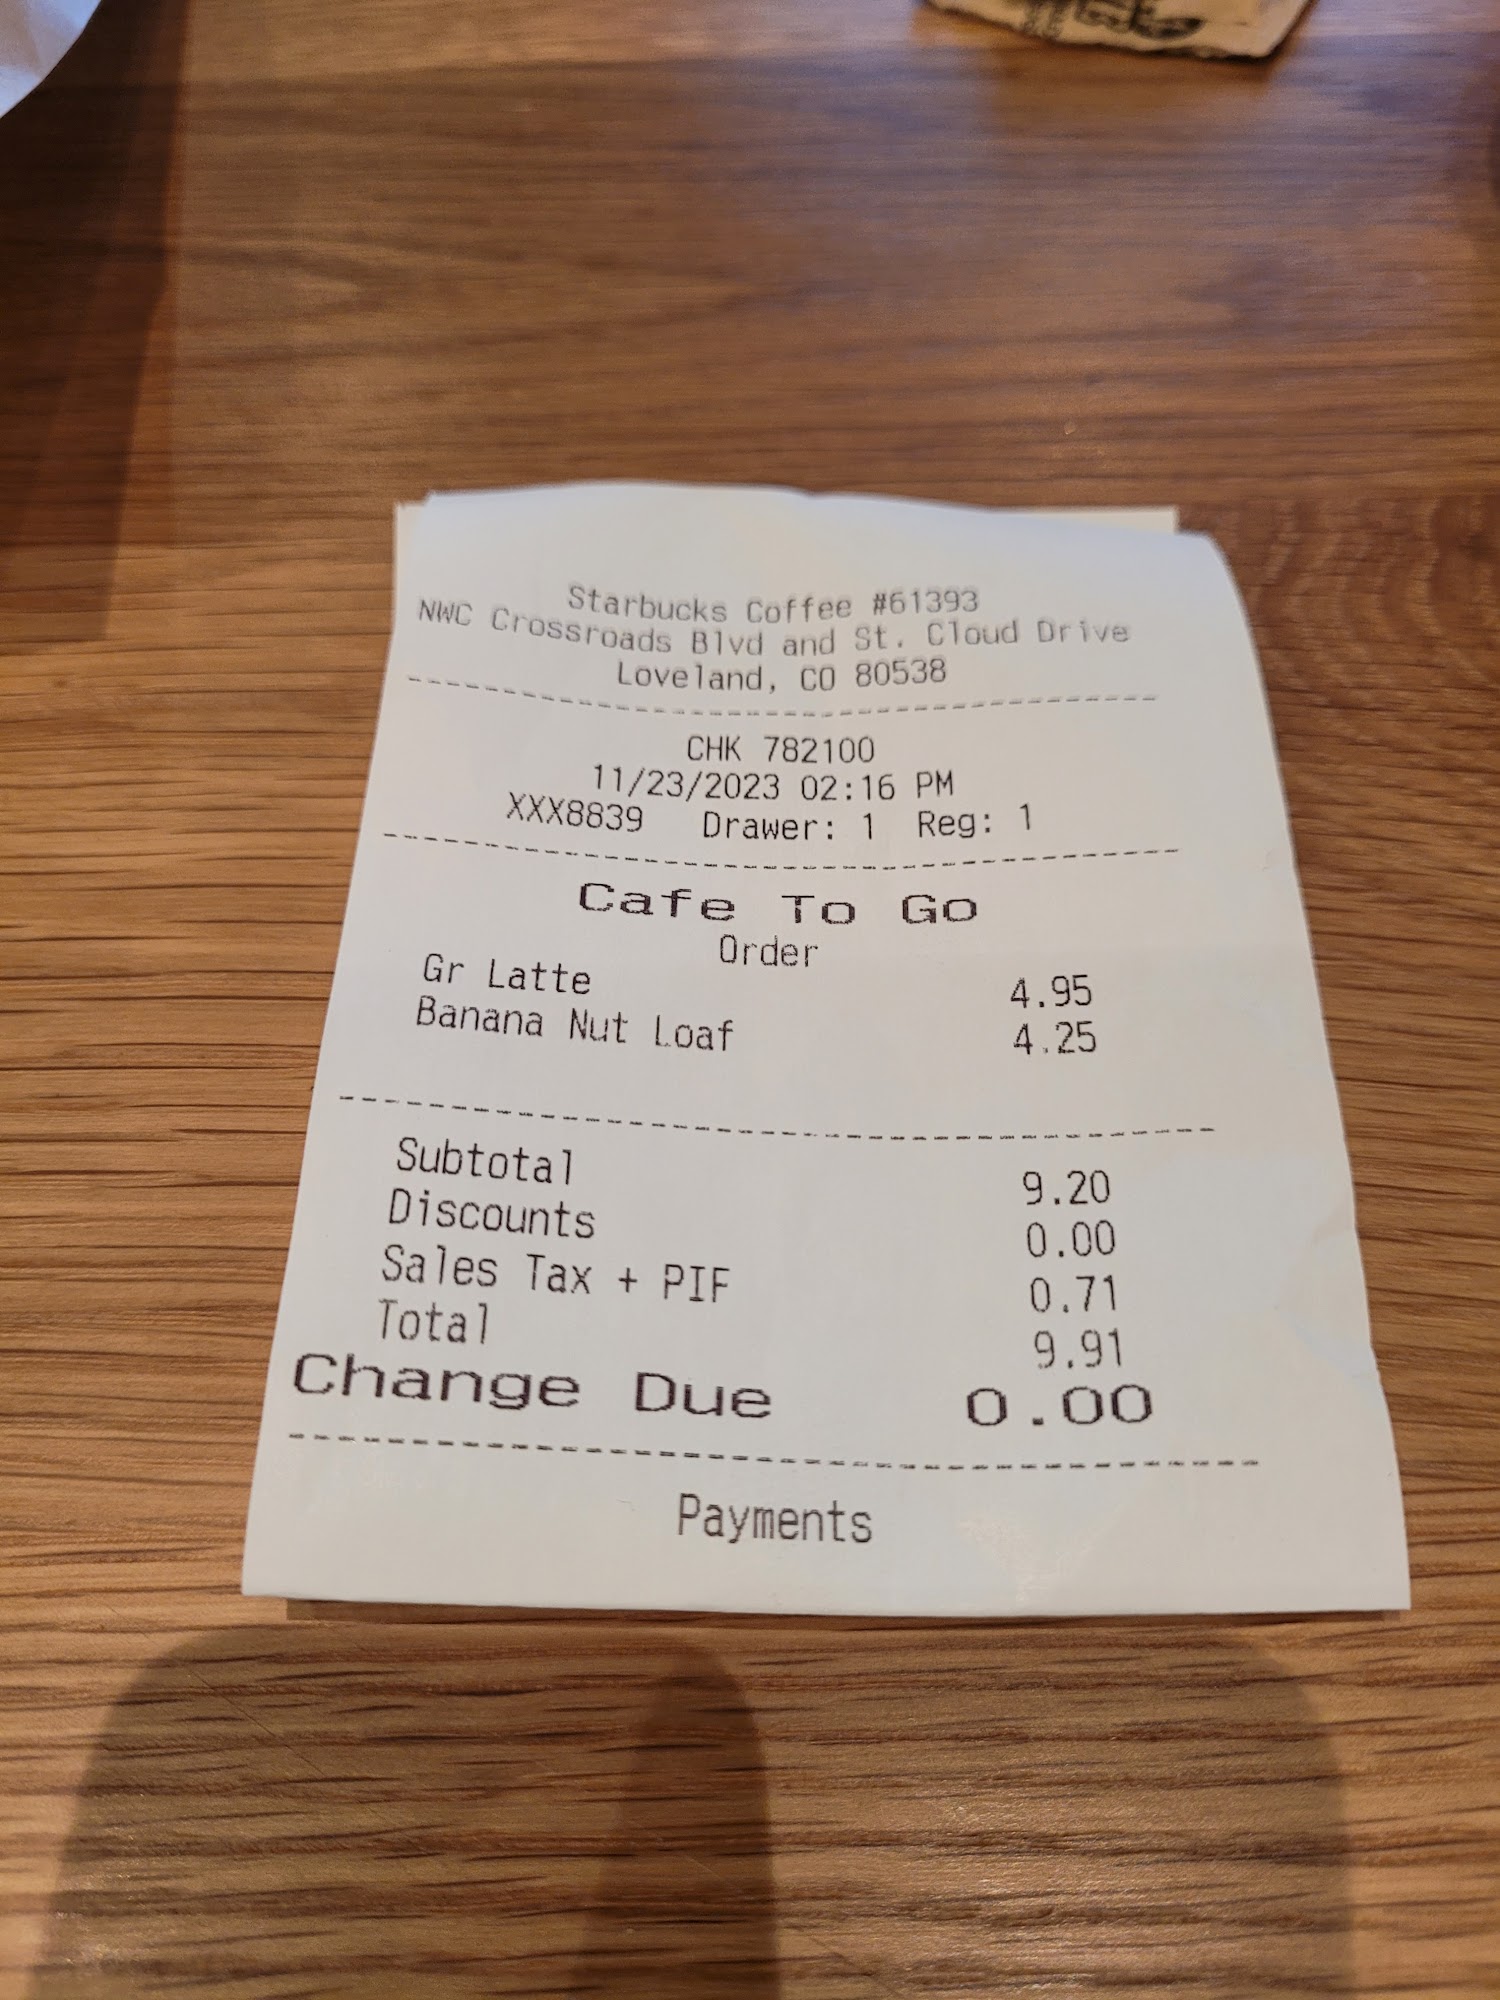 Starbucks Coffee #61393
NWC Crossroads Blvd and St. Cloud Drive
Loveland, CO 80538
CHK 782100
11/23/2023 02:16 PM
XXX8839 Drawer: 1 Reg: 1
Cafe To Go
Order
Gr Latte 4.95
Banana Nut Loaf 4.25
Subtotal 9.20
Discounts 0.00
Sales Tax + PIF 0.71
Total 9.91
Change Due 0.00
Payments